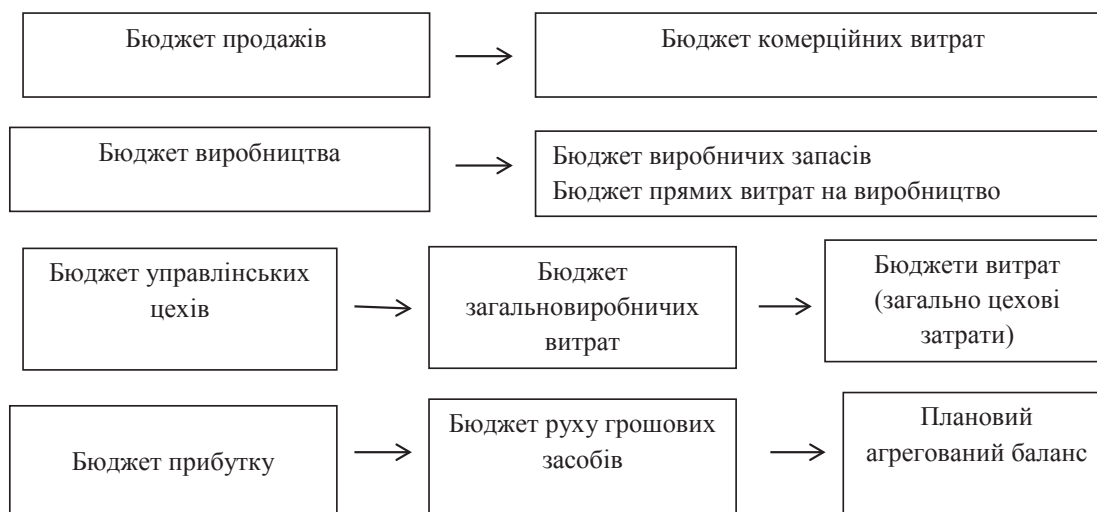 Бюджет продажів
Бюджет комерційних витрат
Бюджет виробництва
Бюджет виробничих запасів
Бюджет прямих витрат на виробництво
Бюджет управлінських
цехів
Бюджет
загальновиробничих
витрат
Бюджети витрат
(загально цехові
затрати)
Бюджет прибутку
Бюджет руху грошових
засобів
Плановий
агрегований баланс